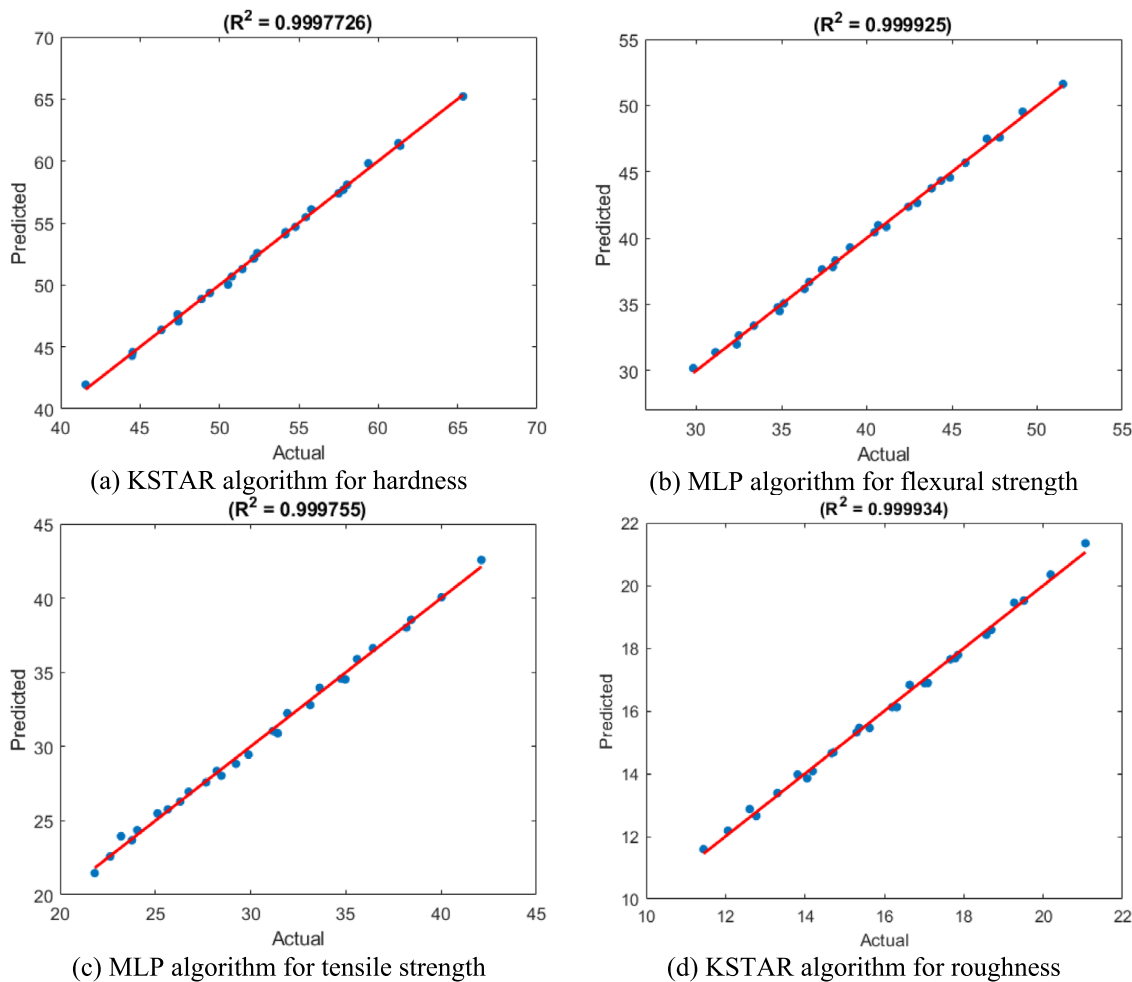 (R² = 0.9997726)
70
65
60
55
50
45
40
Predicted
40 45 50 55 60 65 70
Actual
(a) KSTAR algorithm for hardness
(R² = 0.999925)
55
50
45
40
35
30
Predicted
30 35 40 45 50 55
Actual
(b) MLP algorithm for flexural strength
(R² = 0.999755)
45
40
35
30
25
20
Predicted
20 25 30 35 40 45
Actual
(c) MLP algorithm for tensile strength
(R² = 0.999934)
22
20
18
16
14
12
10
Predicted
10 12 14 16 18 20 22
Actual
(d) KSTAR algorithm for roughness